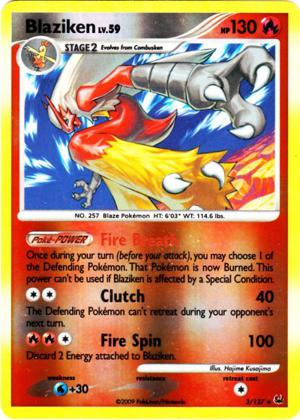 Blaziken LV.59 HP 130
STAGE 2 Evolves from Combusken
NO. 257 Blaze Pokémon HT: 6'03" WT: 114.6 lbs.
Poké-POWER Fire Breath
Once during your turn (before your attack), you may choose 1 of
the Defending Pokémon. That Pokémon is now Burned. This
power can't be used if Blaziken is affected by a Special Condition.
Clutch 40
The Defending Pokémon can't retreat during your opponent's
next turn.
Fire Spin 100
Discard 2 Energy attached to Blaziken.
Illus. Hajime Kusajima
weakness resistance retreat cost
+30
©2009 Pokémon/Nintendo 3/127